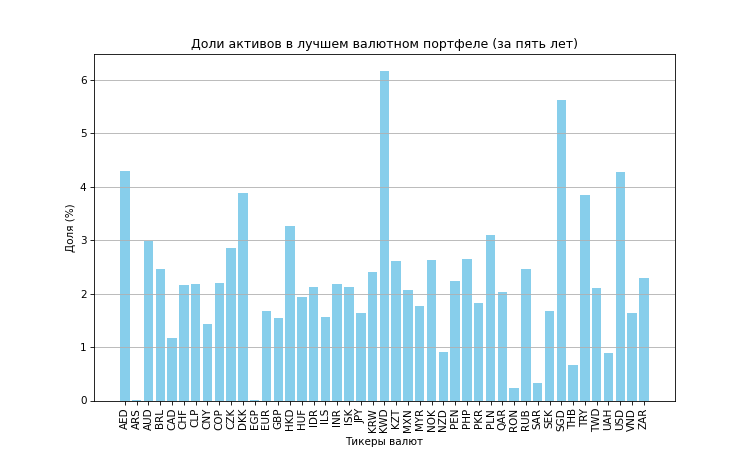 Доли активов в лучшем валютном портфеле (за пять лет)
Доля (%)
6
5
4
3
2
1
0
AED ARS AUD BRL CAD CHF CLP CNY COP CZK DKK EGP EUR GBP HKD HUF IDR ILS INR ISK JPY KRW KWD KZT MXN MYR NOK NZD PEN PHP PKR PLN QAR RON RUB SAR SEK SGD THB TRY TWD UAH USD VND ZAR
Тикеры валют